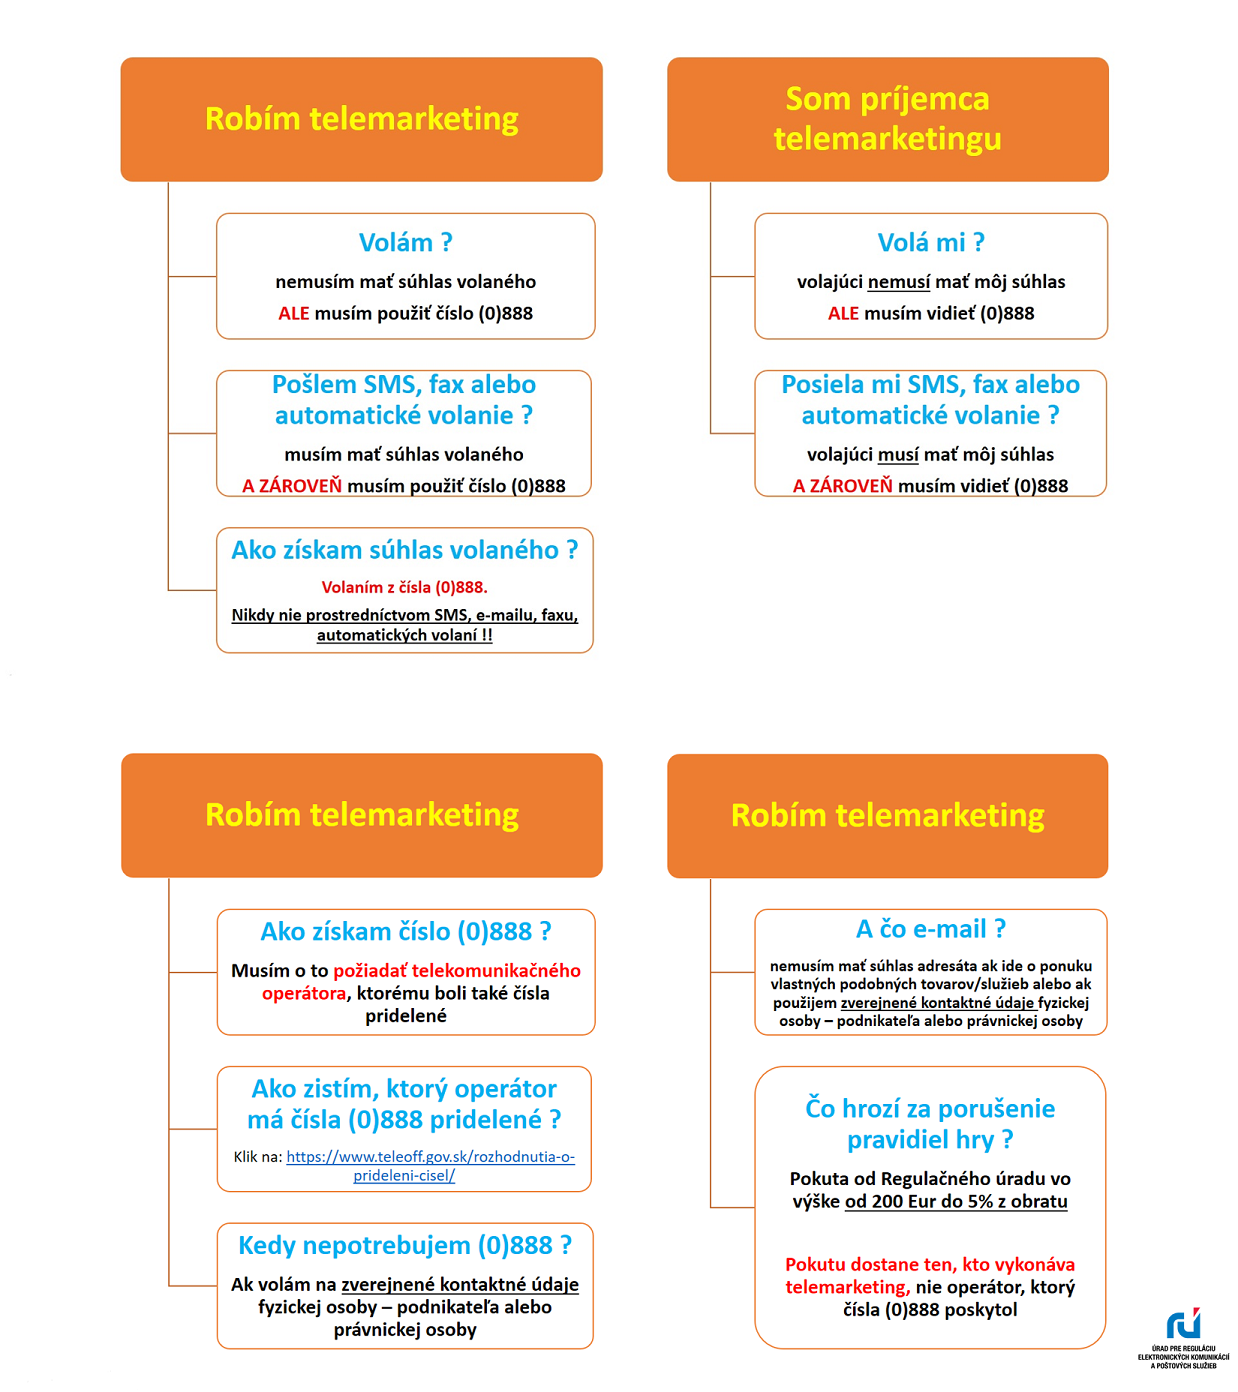 Robím telemarketing
Volám ?
nemusím mať súhlas volaného
ALE musím použiť číslo (0)888
Pošlem SMS, fax alebo
automatické volanie ?
musím mať súhlas volaného
A ZÁROVEŇ musím použiť číslo (0)888
Ako získam súhlas volaného ?
Volaním z čísla (0)888.
Nikdy nie prostredníctvom SMS, e-mailu, faxu,
automatických volaní !!
Som príjemca
telemarketingu
Volá mi ?
volajúci nemusí mať môj súhlas
ALE musím vidieť (0)888
Posiela mi SMS, fax alebo
automatické volanie ?
volajúci musí mať môj súhlas
A ZÁROVEŇ musím vidieť (0)888
Robím telemarketing
Ako získam číslo (0)888 ?
Musím o to požiadať telekomunikačného
operátora, ktorému boli také čísla
pridelené
Ako zistím, ktorý operátor
má čísla (0)888 pridelené ?
Klik na: https://www.teleoff.gov.sk/rozhodnutia-o-
prideleni-cisel/
Kedy nepotrebujem (0)888 ?
Ak volám na zverejnené kontaktné údaje
fyzickej osoby – podnikateľa alebo
právnickej osoby
Robím telemarketing
A čo e-mail ?
nemusím mať súhlas adresáta ak ide o ponuku
vlastných podobných tovarov/služieb alebo ak
použijem zverejnené kontaktné údaje fyzickej
osoby – podnikateľa alebo právnickej osoby
Čo hrozí za porušenie
pravidiel hry ?
Pokuta od Regulačného úradu vo
výške od 200 Eur do 5% z obratu
Pokutu dostane ten, kto vykonáva
telemarketing, nie operátor, ktorý
čísla (0)888 poskytol
rú
ÚRAD PRE REGULÁCIU
ELEKTRONICKÝCH KOMUNIKÁCIÍ
A POŠTOVÝCH SLUŽIEB